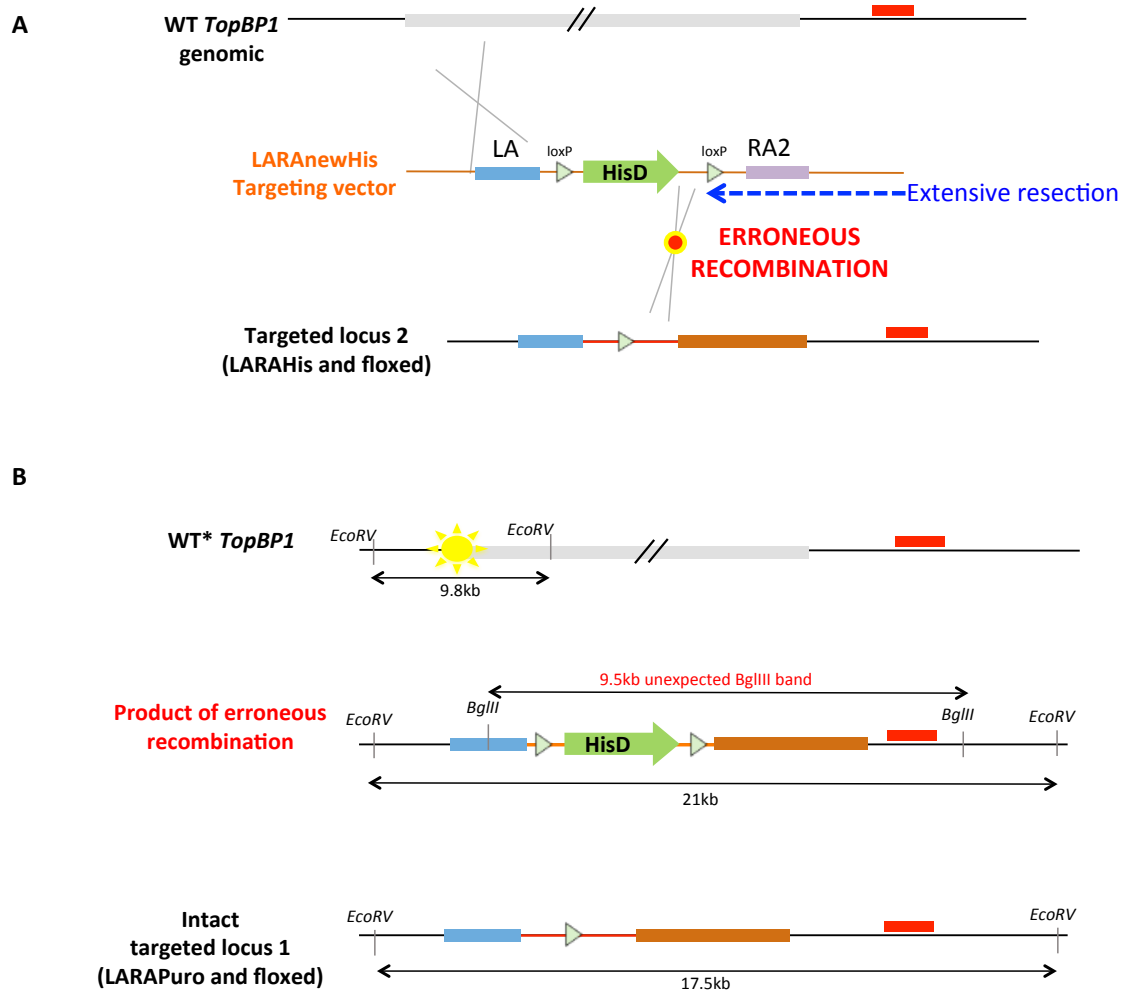 A
WT TopBP1
genomic
LARAnewHis
Targeting vector
LA
loxP
HisD
loxP
RA2
Extensive resection
ERRONEOUS
RECOMBINATION
Targeted locus 2
(LARAHis and floxed)
B
WT* TopBP1
EcoRV
EcoRV
9.8kb
9.5kb unexpected BglIII band
Product of erroneous
recombination
EcoRV
BglII
HisD
BglII
EcoRV
21kb
Intact
targeted locus 1
(LARAPuro and floxed)
EcoRV
EcoRV
17.5kb